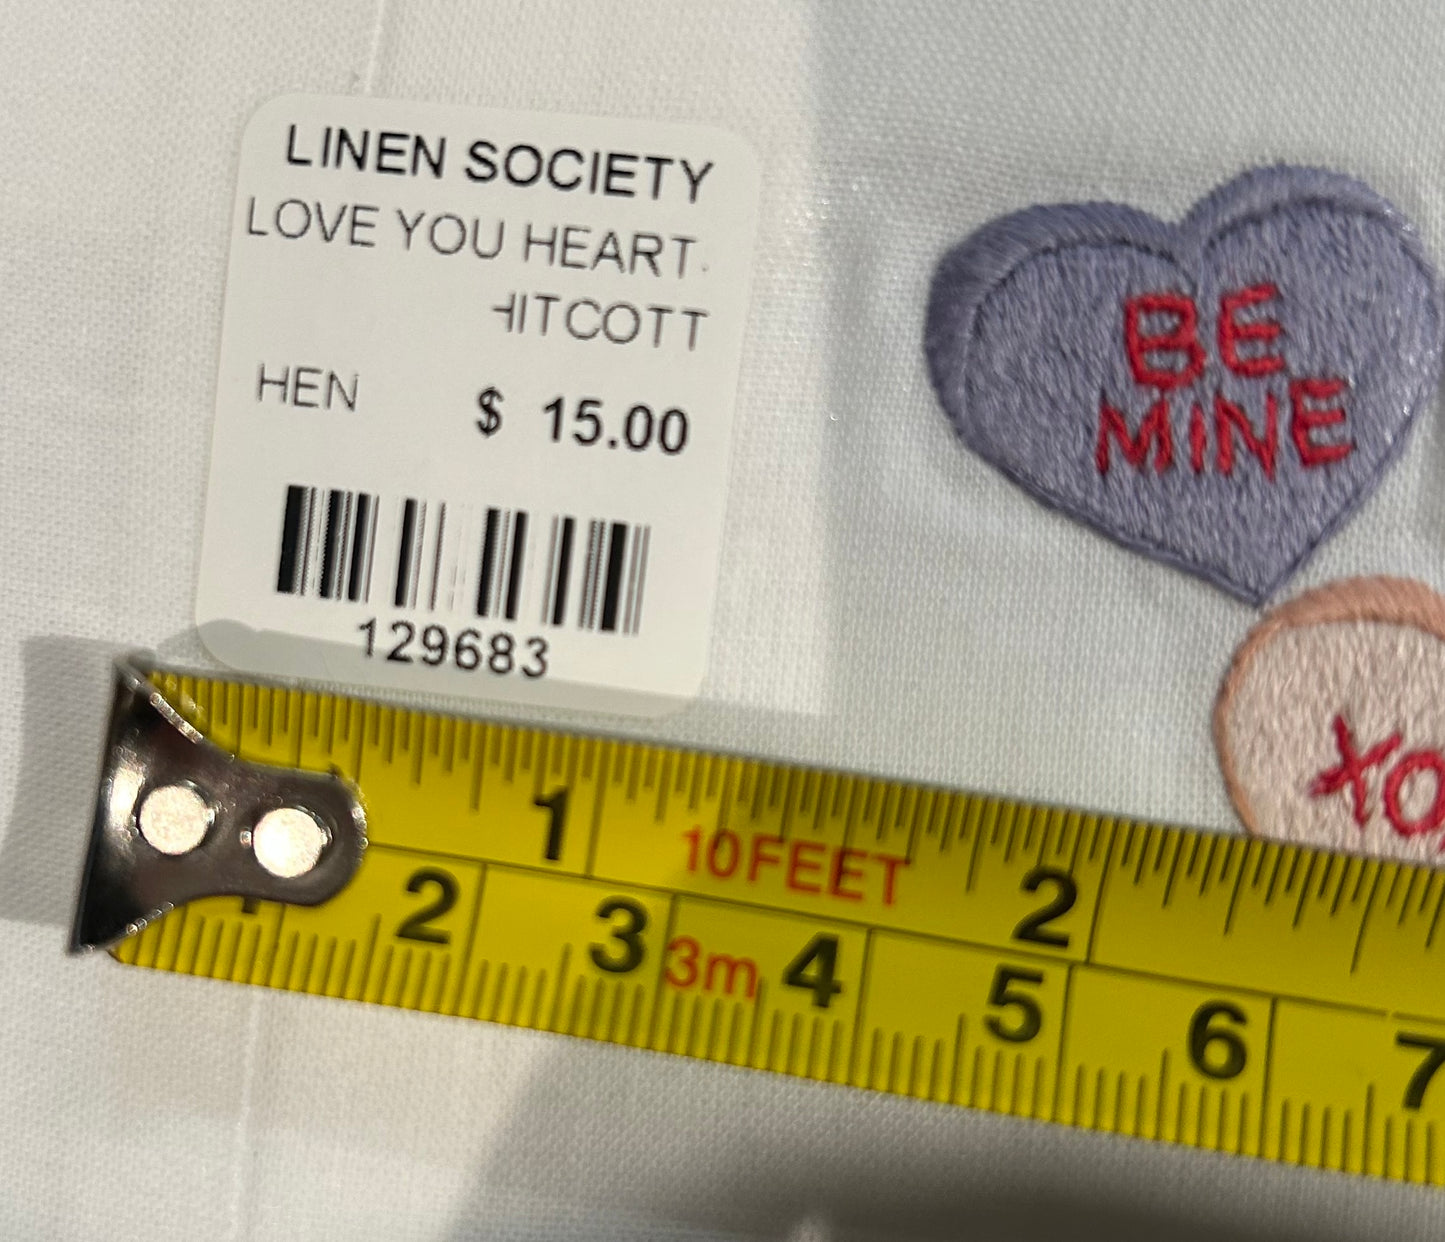 LINEN SOCIETY
LOVE YOU HEART
HITCOTT
HEN $ 15.00
129683
BE
MINE
XO
1 10FEET 2
2 3 3m 4 5 6 7